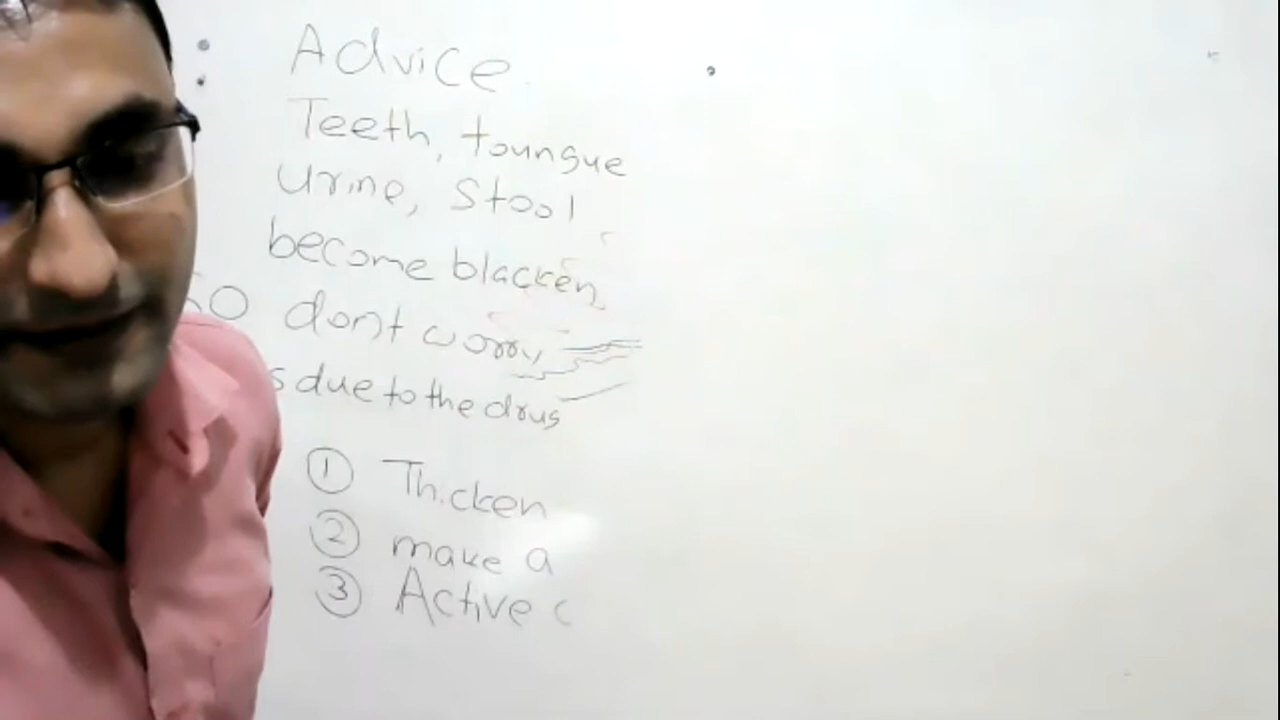 Advice
Teeth, toungue
Urine, Stool
become blacken
so dont worry
s due to the drug
① Thicken
② make a
③ Active c